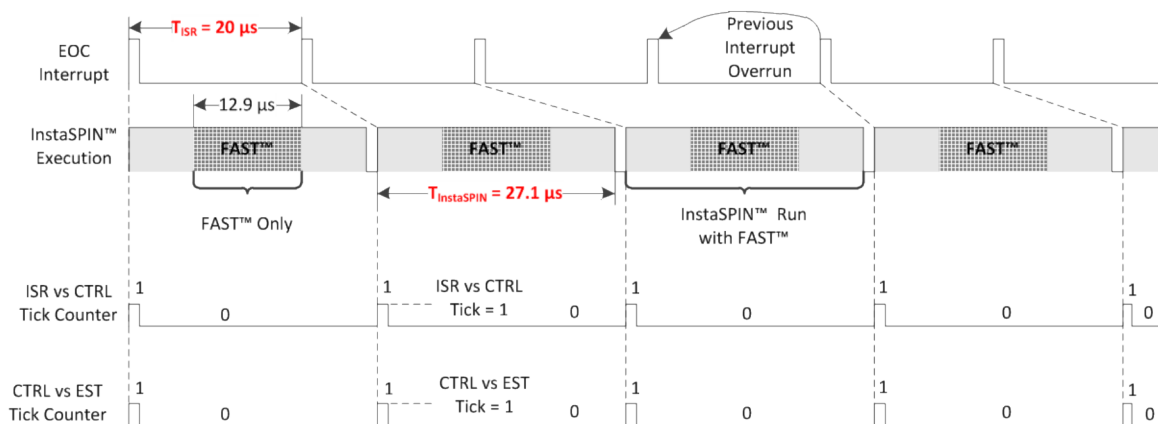 T_ISR = 20 µs
EOC
Interrupt
Previous
Interrupt
Overrun
12.9 µs
InstaSPIN™
Execution
FAST™
FAST™
FAST™
FAST™
T_InstaSPIN = 27.1 µs
FAST™ Only
InstaSPIN™ Run
with FAST™
ISR vs CTRL
Tick Counter
1
0
1
ISR vs CTRL
Tick = 1
0
1
0
1
0
1
0
CTRL vs EST
Tick Counter
1
0
1
CTRL vs EST
Tick = 1
0
1
0
1
0
1
0